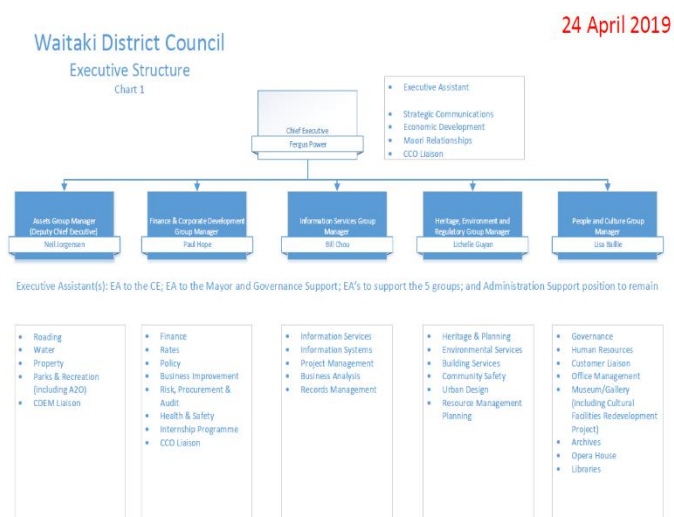 24 April 2019
Waitaki District Council
Executive Structure
Chart 1
Chief Executive
Fergus Power
• Executive Assistant
• Strategic Communications
• Economic Development
• Maori Relationships
• CCO Liaison
Assets Group Manager
(Deputy Chief Executive)
Neil Jorgensen
Finance & Corporate Development
Group Manager
Paul Hope
Information Services Group
Manager
Bill Chou
Heritage, Environment and
Regulatory Group Manager
Lichelle Guyan
People and Culture Group
Manager
Lisa Baillie
Executive Assistant(s): EA to the CE; EA to the Mayor and Governance Support; EA's to support the 5 groups; and Administration Support position to remain
• Roading
• Water
• Property
• Parks & Recreation
(including A2O)
• CDEM Liaison
• Finance
• Rates
• Policy
• Business Improvement
• Risk, Procurement &
Audit
• Health & Safety
• Internship Programme
• CCO Liaison
• Information Services
• Information Systems
• Project Management
• Business Analysis
• Records Management
• Heritage & Planning
• Environmental Services
• Building Services
• Community Safety
• Urban Design
• Resource Management
Planning
• Governance
• Human Resources
• Customer Liaison
• Office Management
• Museum/Gallery
(including Cultural
Facilities Redevelopment
Project)
• Archives
• Opera House
• Libraries